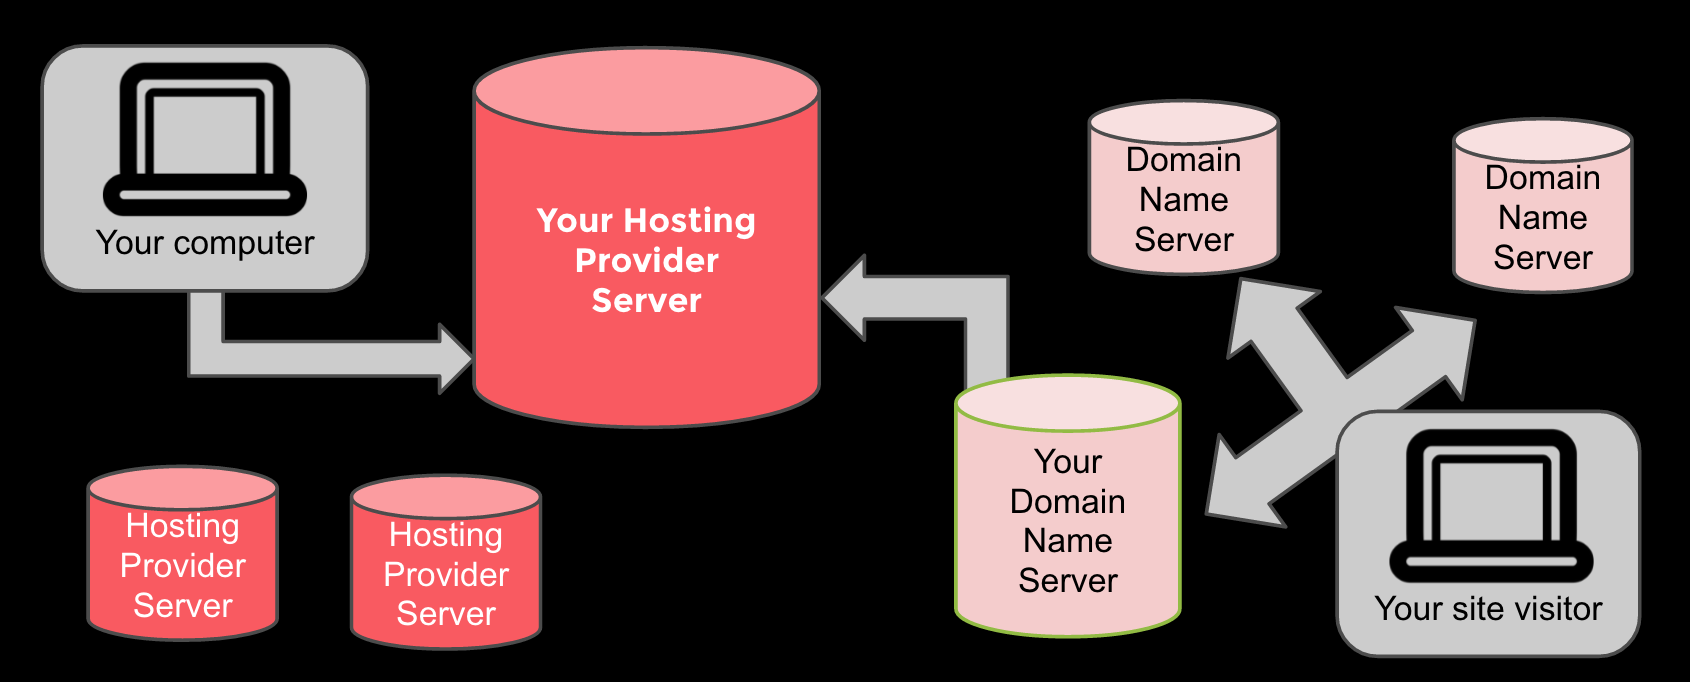 Your computer
Your Hosting
Provider
Server
Domain
Name
Server
Domain
Name
Server
Hosting
Provider
Server
Hosting
Provider
Server
Your
Domain
Name
Server
Your site visitor